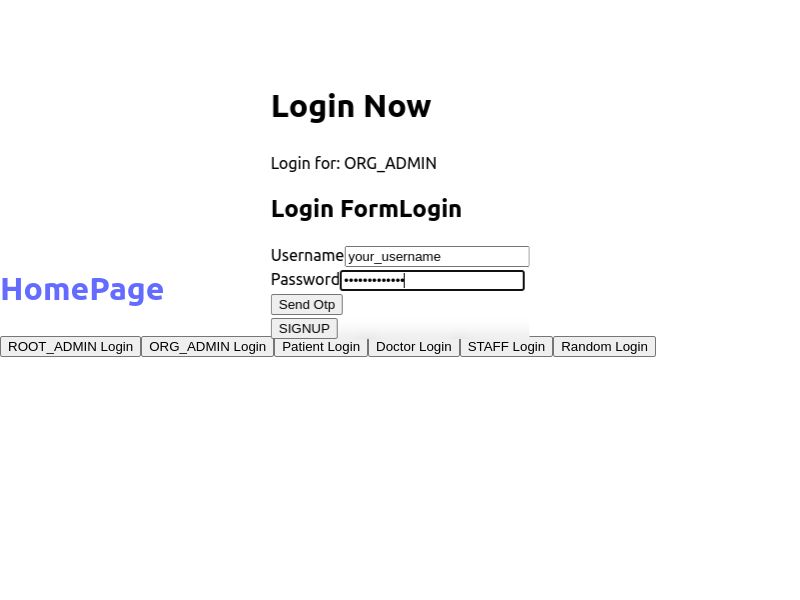 Login Now
Login for: ORG_ADMIN
Login FormLogin
Username your_username
Password •••••••••••••
Send Otp
SIGNUP
HomePage
ROOT_ADMIN Login ORG_ADMIN Login Patient Login Doctor Login STAFF Login Random Login